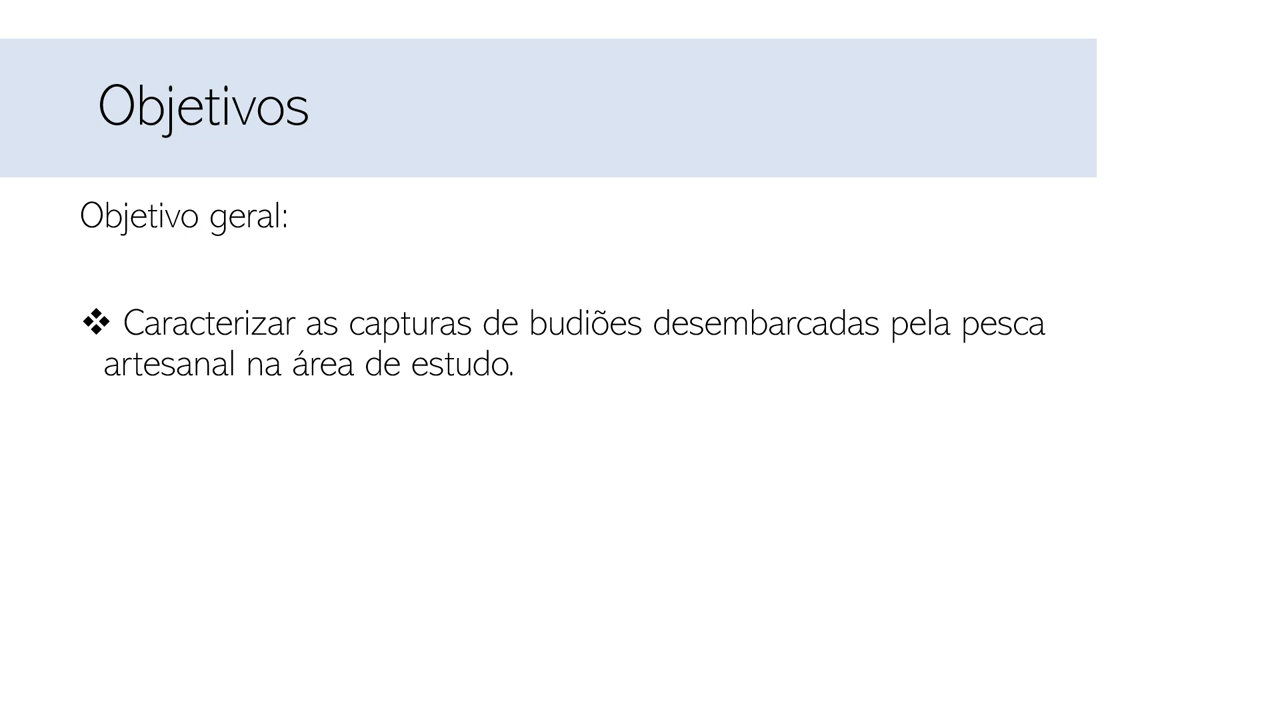 Objetivos
Objetivo geral:
❖ Caracterizar as capturas de budiões desembarcadas pela pesca
artesanal na área de estudo.